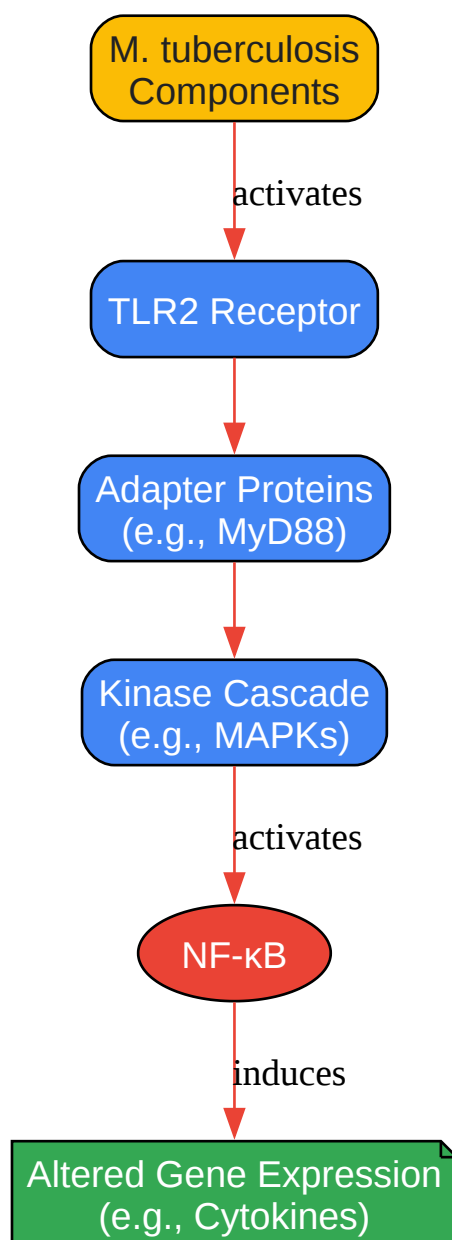 M. tuberculosis
Components
activates
TLR2 Receptor
Adapter Proteins
(e.g., MyD88)
Kinase Cascade
(e.g., MAPKs)
activates
NF-κB
induces
Altered Gene Expression
(e.g., Cytokines)